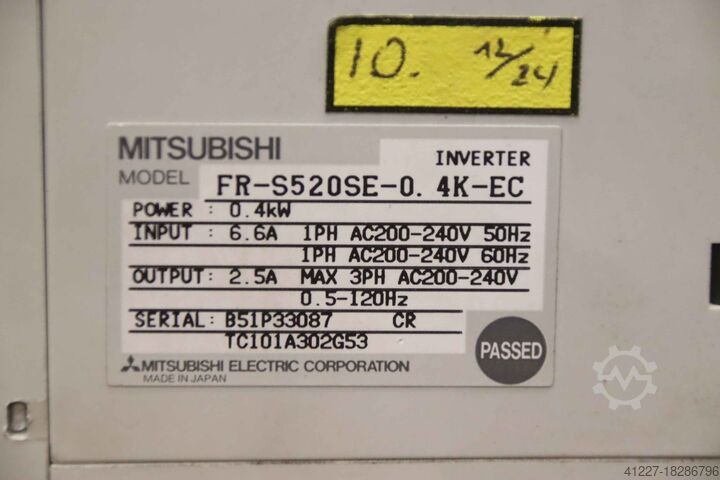 10. 12/24
MITSUBISHI
INVERTER
MODEL FR-S520SE-0.4K-EC
POWER : 0.4kW
INPUT : 6.6A 1PH AC200-240V 50Hz
1PH AC200-240V 60Hz
OUTPUT: 2.5A MAX 3PH AC200-240V
0.5-120Hz
SERIAL: B51P33087 CR
TC101A302G53
PASSED
MITSUBISHI ELECTRIC CORPORATION
MADE IN JAPAN
41227-18286796